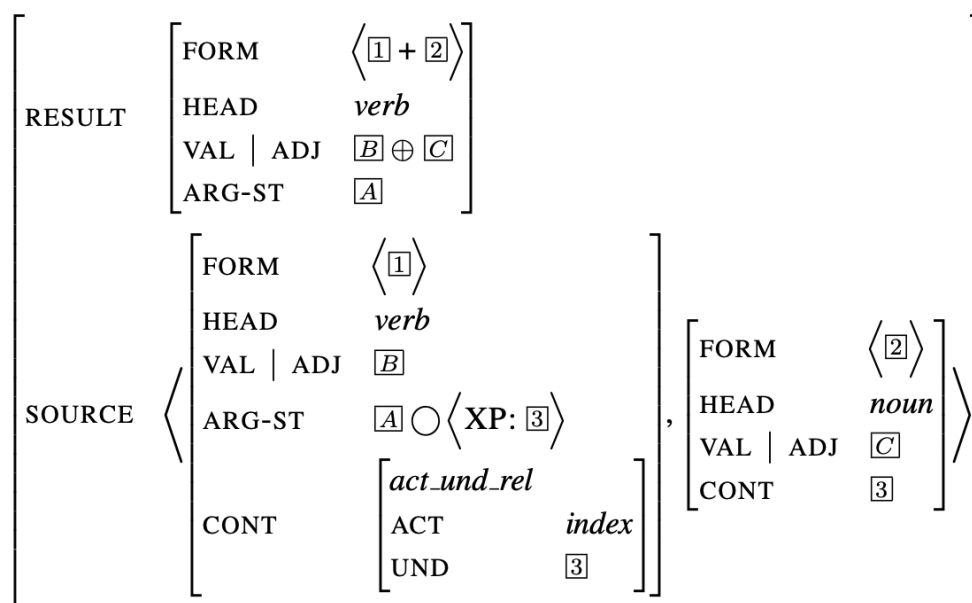 RESULT
FORM ⟨[1] + [2]⟩
HEAD verb
VAL | ADJ [B] ⊕ [C]
ARG-ST [A]
SOURCE
FORM ⟨[1]⟩
HEAD verb
VAL | ADJ [B]
ARG-ST [A] ◯ ⟨XP: [3]⟩
CONT
act_und_rel
ACT index
UND [3]
,
FORM ⟨[2]⟩
HEAD noun
VAL | ADJ [C]
CONT [3]